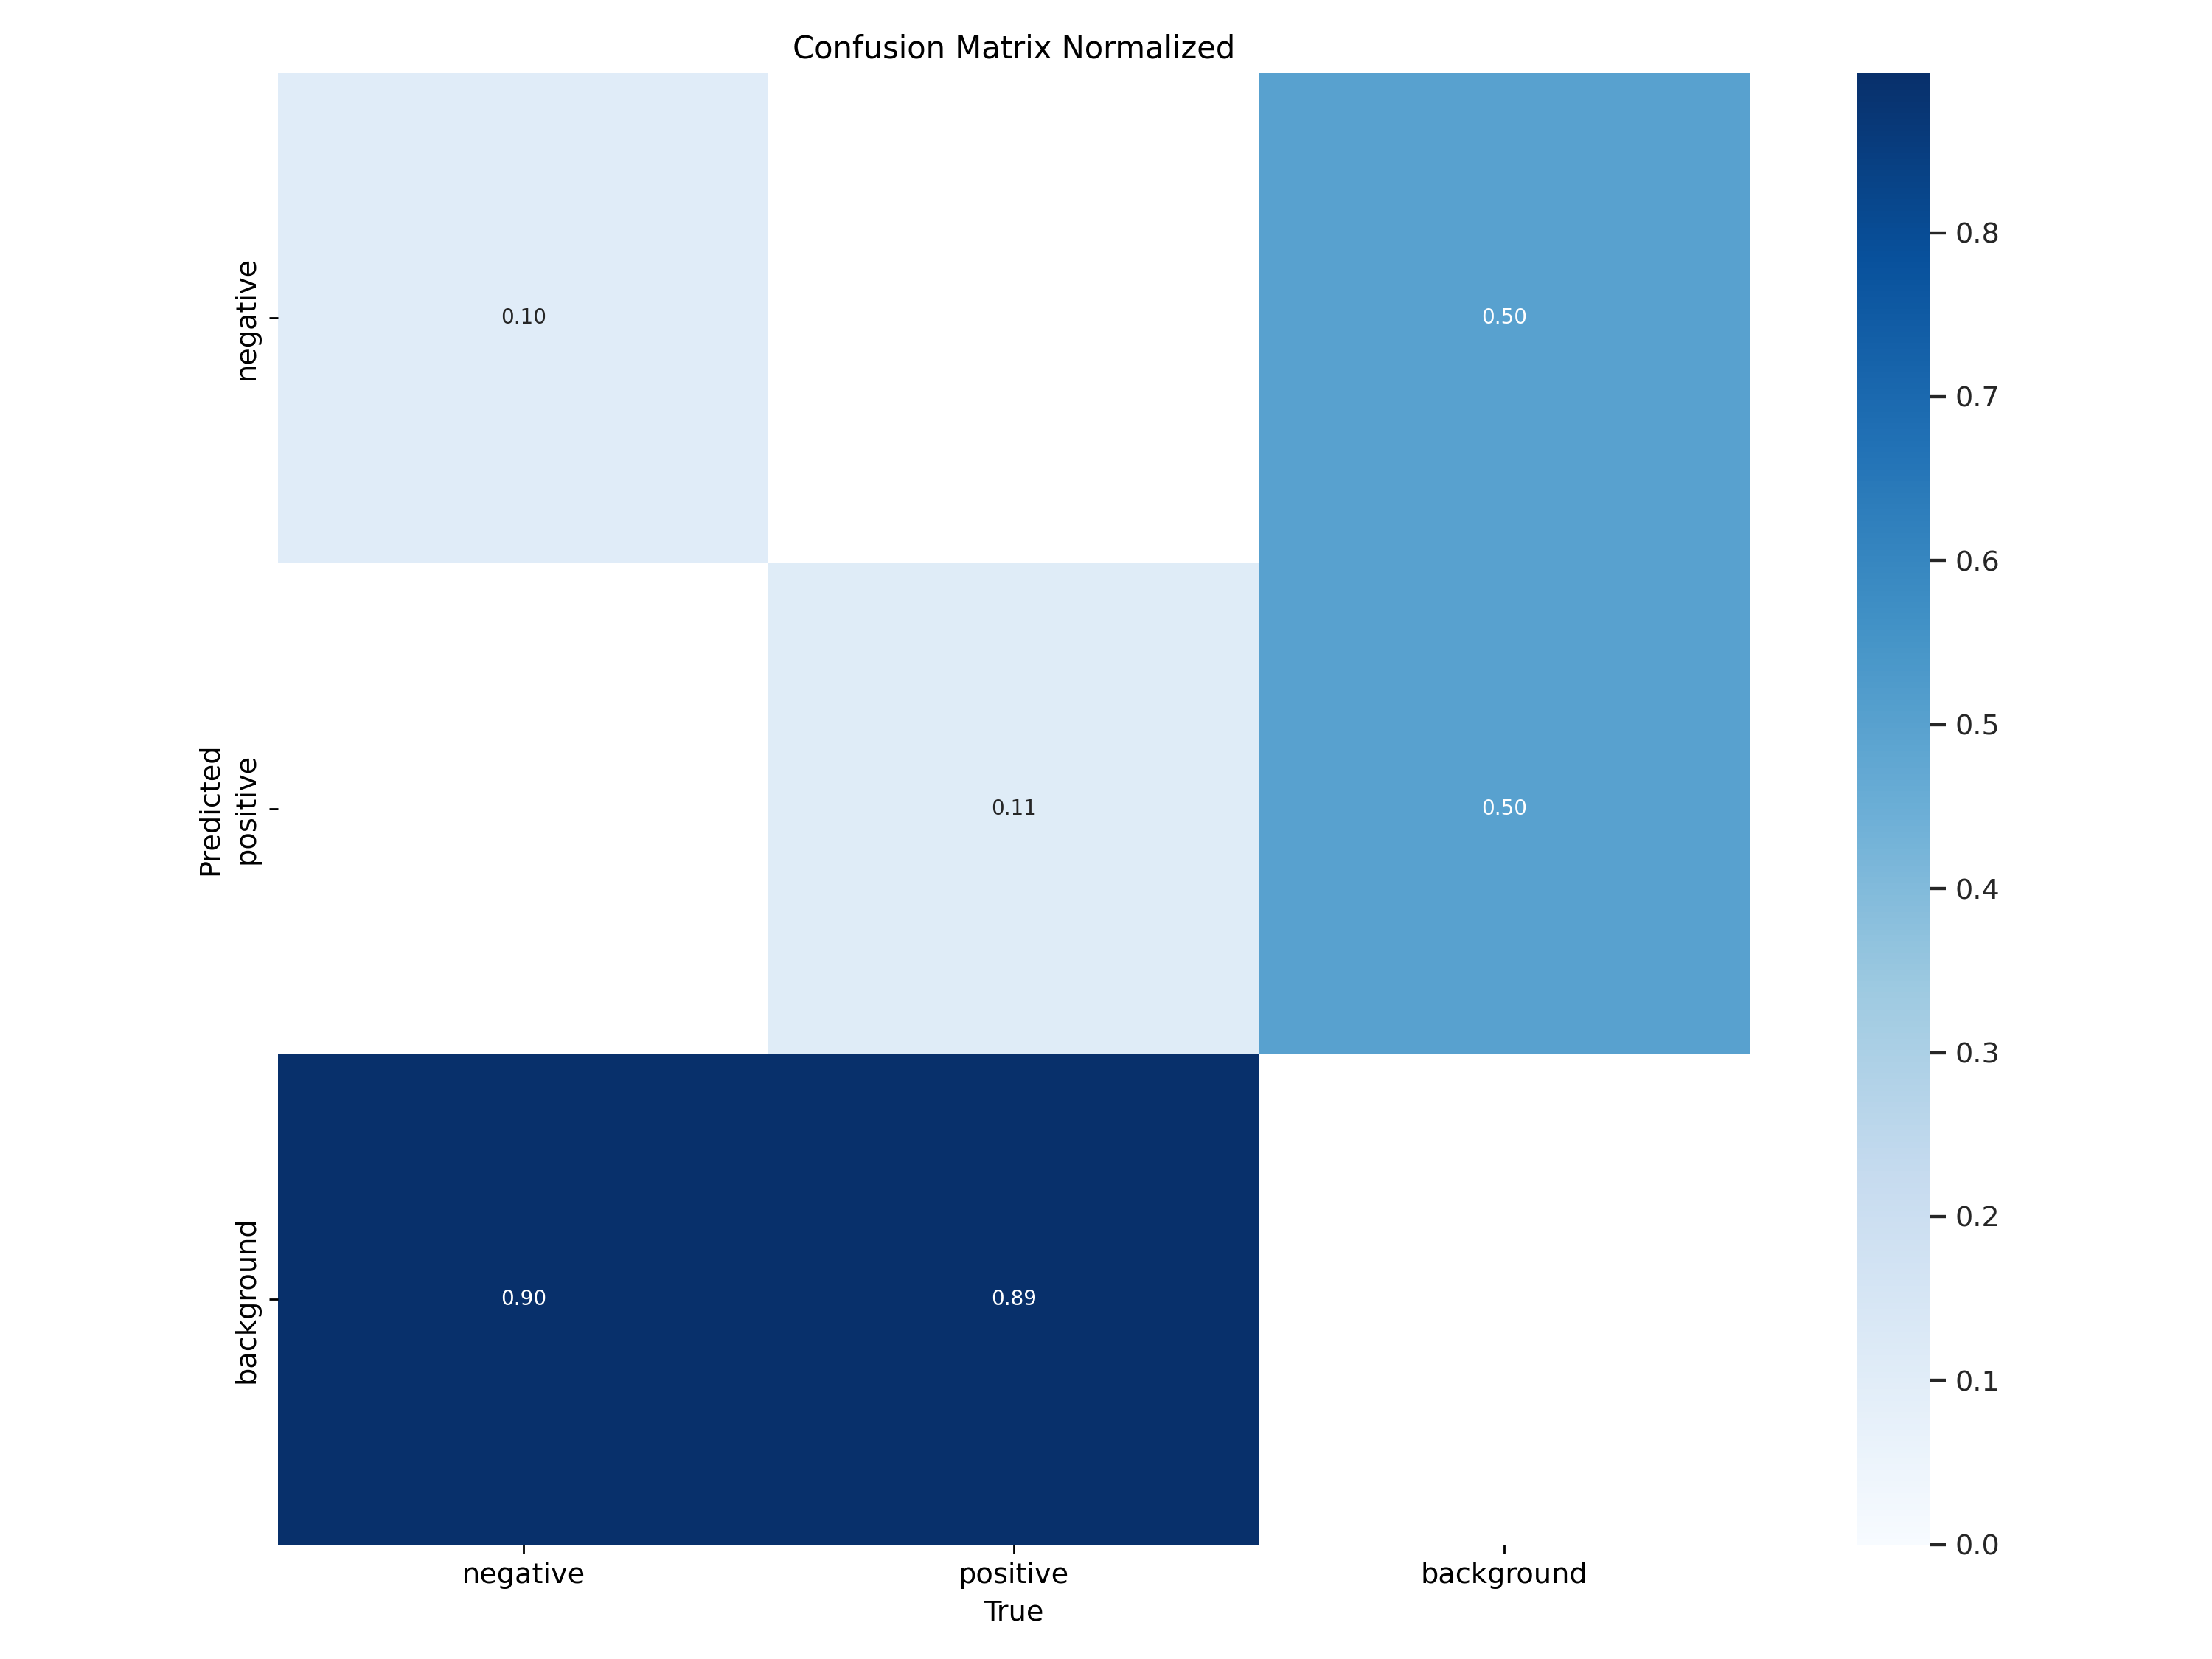 Confusion Matrix Normalized
negative
0.10
0.50
Predicted
positive
0.11
0.50
background
0.90
0.89
negative
positive
background
True
0.8
0.7
0.6
0.5
0.4
0.3
0.2
0.1
0.0